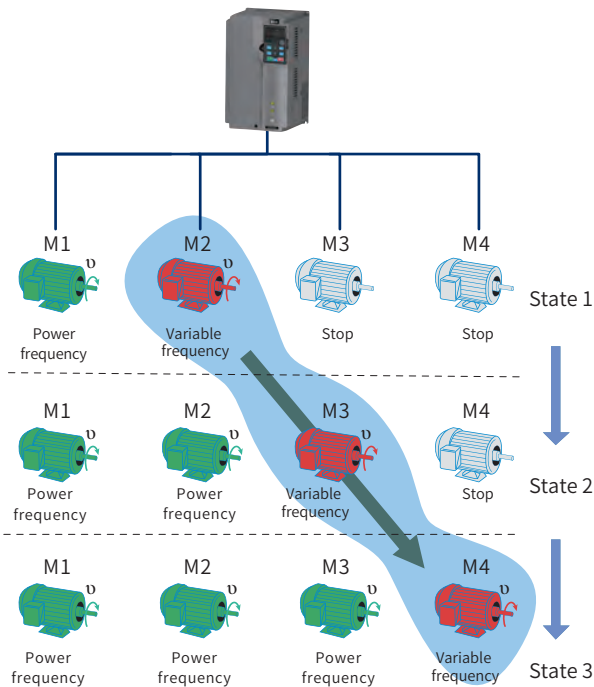 M1 M2 M3 M4
υ υ
State 1
Power
frequency
Variable
frequency
Stop
Stop
M1 M2 M3 M4
υ υ υ
State 2
Power
frequency
Power
frequency
Variable
frequency
Stop
M1 M2 M3 M4
υ υ υ υ
Power
frequency
Power
frequency
Power
frequency
Variable
frequency
State 3